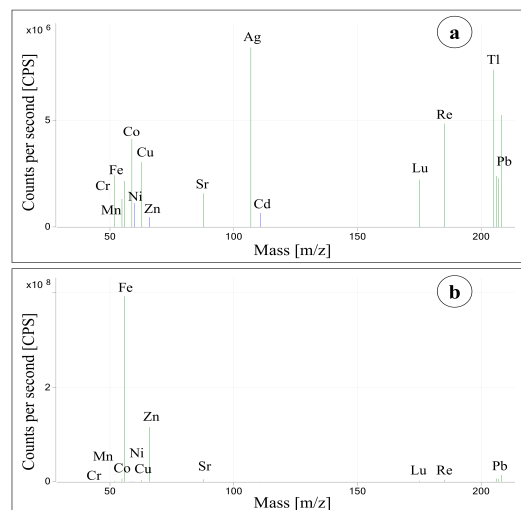 x 10 6
a
Ag
Tl
Counts per second [CPS]
5
Co
Re
Fe
Cu
Pb
Cr
Lu
Ni
Sr
Mn
Zn
Cd
0
50
100
150
200
Mass [m/z]
x 10 8
b
Fe
Counts per second [CPS]
2
Zn
Mn
Ni
Cr
Co
Cu
Sr
Lu
Re
Pb
0
50
100
150
200
Mass [m/z]